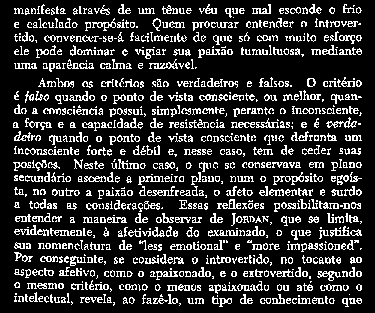 manifesta através de um tênue véu que mal esconde o frio
e calculado propósito. Quem procurar entender o introver-
tido, convencer-se-á facilmente de que só com muito esforço
ele pode dominar e vigiar sua paixão tumultuosa, mediante
uma aparência calma e razoável.
Ambos os critérios são verdadeiros e falsos. O critério
é falso quando o ponto de vista consciente, ou melhor, quan-
do a consciência possui, simplesmente, perante o inconsciente,
a força e a capacidade de resistência necessárias; e é verda-
deiro quando o ponto de vista consciente que defronta um
inconsciente forte e débil e, nesse caso, tem de ceder suas
posições. Neste último caso, o que se conservava em plano
secundário ascende a primeiro plano, num o propósito egoís-
ta, no outro a paixão desenfreada, o afeto elementar e surdo
a todas as considerações. Essas reflexões possibilitam-nos
entender a maneira de observar de JORDAN, que se limita,
evidentemente, à afetividade do examinado, o que justifica
sua nomenclatura de "less emotional" e "more impassioned".
Por conseguinte, se considera o introvertido, no tocante ao
aspecto afetivo, como o apaixonado, e o extrovertido, segundo
o mesmo critério, como o menos apaixonado ou até como o
intelectual, revela, ao fazê-lo, um tipo de conhecimento que